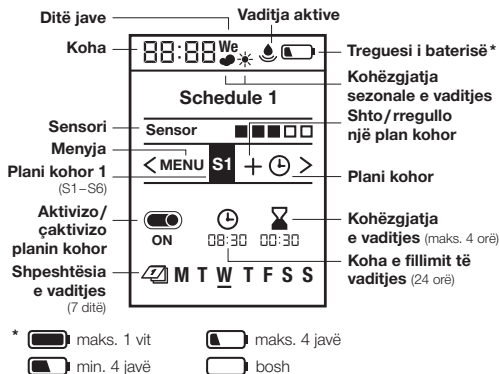 Ditë jave
Vaditja aktive
Koha
88:88 We
Treguesi i baterisë*
Kohëzgjatja
sezonale e vaditjes
Schedule 1
Shto/rregullo
një plan kohor
Sensori
Sensor
Menyja
< MENU S1 + >
Plani kohor 1
(S1–S6)
Plani kohor
Aktivizo/
çaktivizo
planin kohor
ON
08:30 00:30
Kohëzgjatja
e vaditjes (maks. 4 orë)
Koha e fillimit të
vaditjes (24 orë)
Shpeshtësia
e vaditjes
(7 ditë)
7 M T W T F S S
* maks. 1 vit
maks. 4 javë
min. 4 javë
bosh